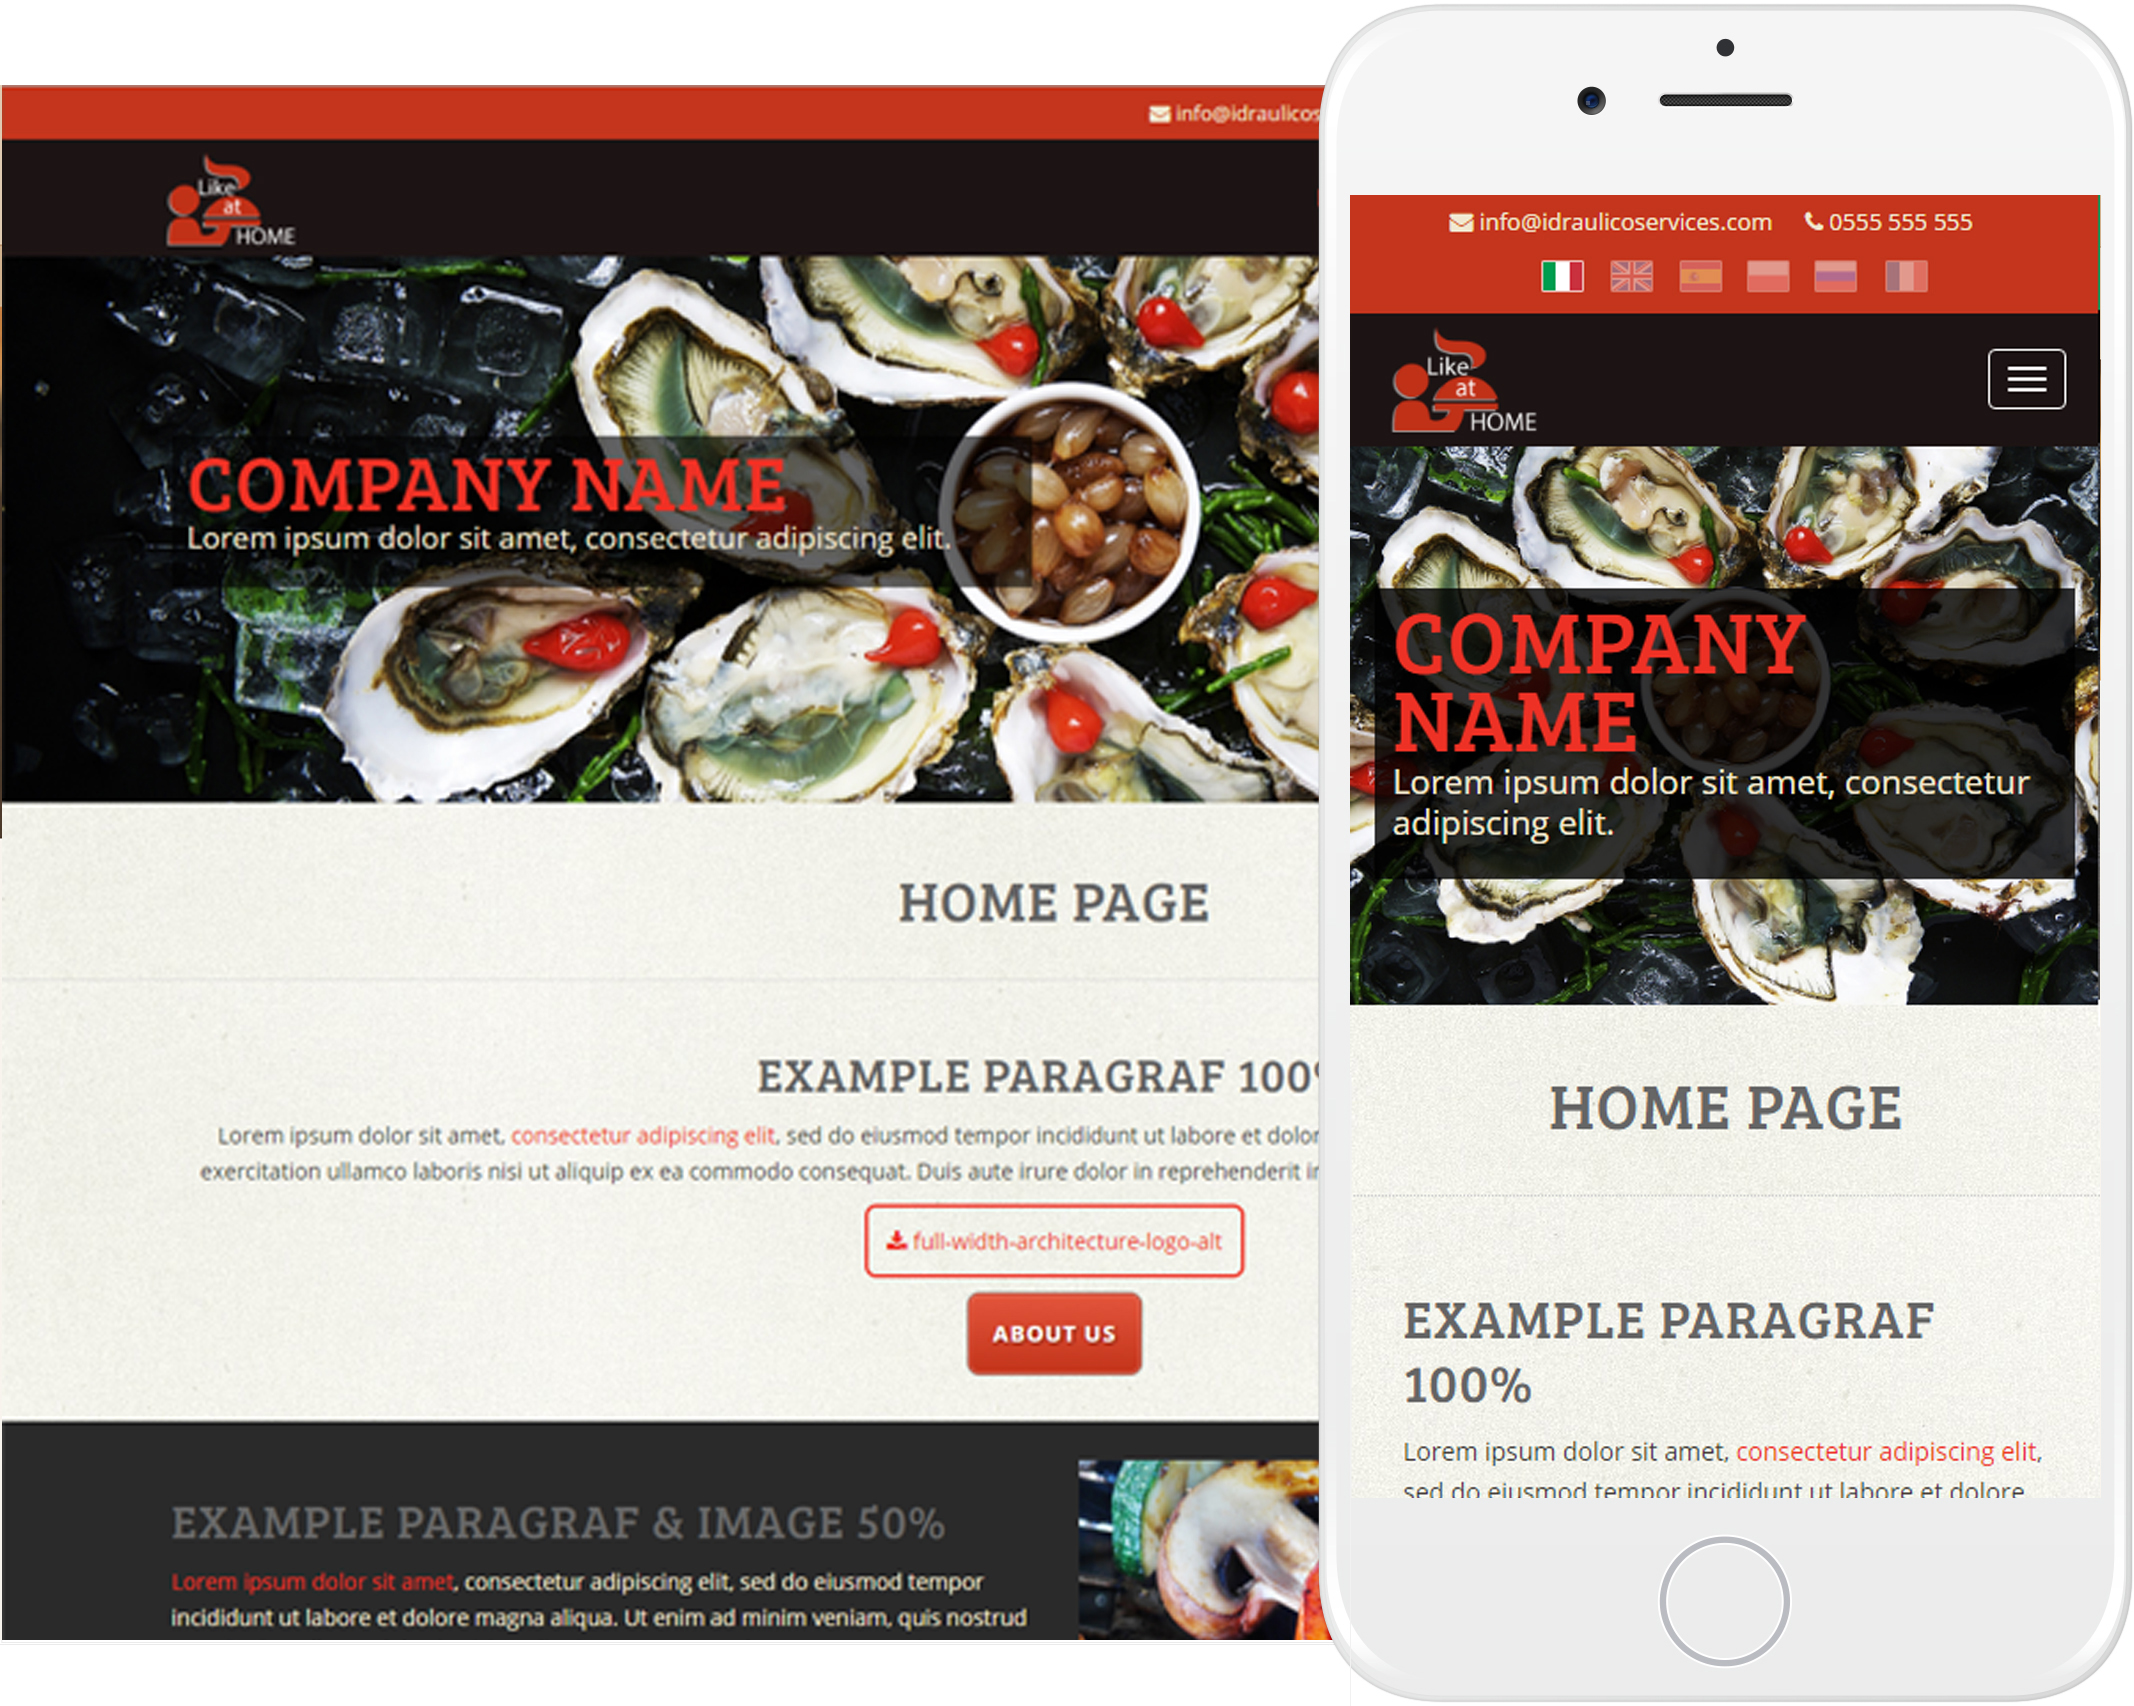 info@idraulicos
Like
at
HOME
COMPANY NAME
Lorem ipsum dolor sit amet, consectetur adipiscing elit.
HOME PAGE
EXAMPLE PARAGRAF 100%
Lorem ipsum dolor sit amet, consectetur adipiscing elit, sed do eiusmod tempor incididunt ut labore et dolor
exercitation ullamco laboris nisi ut aliquip ex ea commodo consequat. Duis aute irure dolor in reprehenderit in
full-width-architecture-logo-alt
ABOUT US
EXAMPLE PARAGRAF & IMAGE 50%
Lorem ipsum dolor sit amet, consectetur adipiscing elit, sed do eiusmod tempor
incididunt ut labore et dolore magna aliqua. Ut enim ad minim veniam, quis nostrud
info@idraulicoservices.com 0555 555 555
Like
at
HOME
COMPANY
NAME
Lorem ipsum dolor sit amet, consectetur
adipiscing elit.
HOME PAGE
EXAMPLE PARAGRAF
100%
Lorem ipsum dolor sit amet, consectetur adipiscing elit,
sed do eiusmod tempor incididunt ut labore et dolore